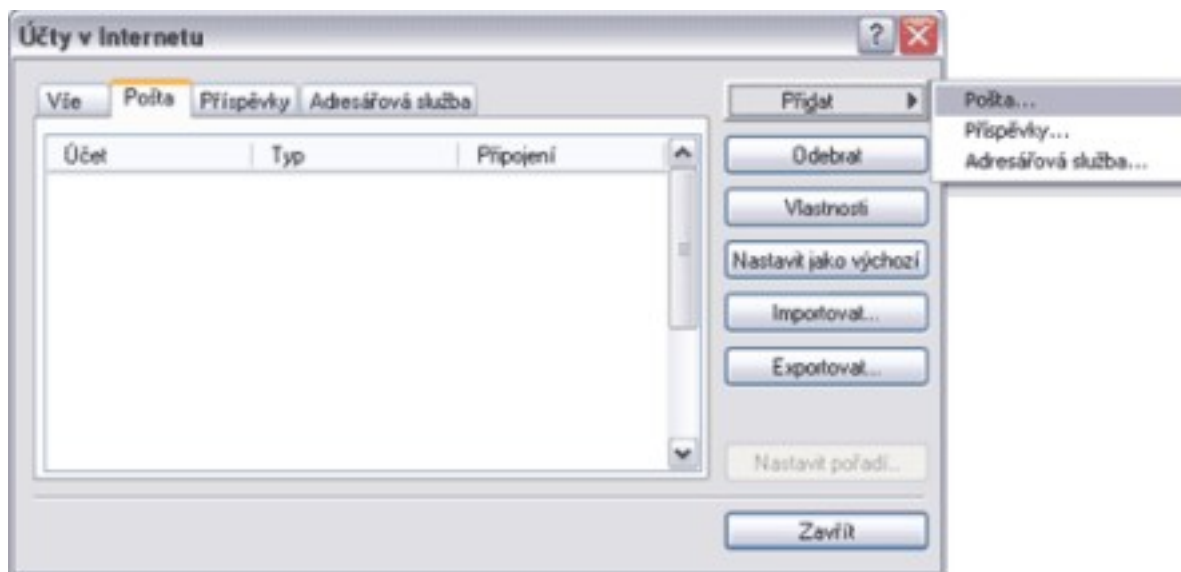 Účty v Internetu
Vše Pošta Příspěvky Adresářová služba
Účet Typ Připojení
Přidat
Odebrat
Vlastnosti
Nastavit jako výchozí
Importovat...
Exportovat...
Nastavit pořadí...
Zavřít
Pošta...
Příspěvky...
Adresářová služba...